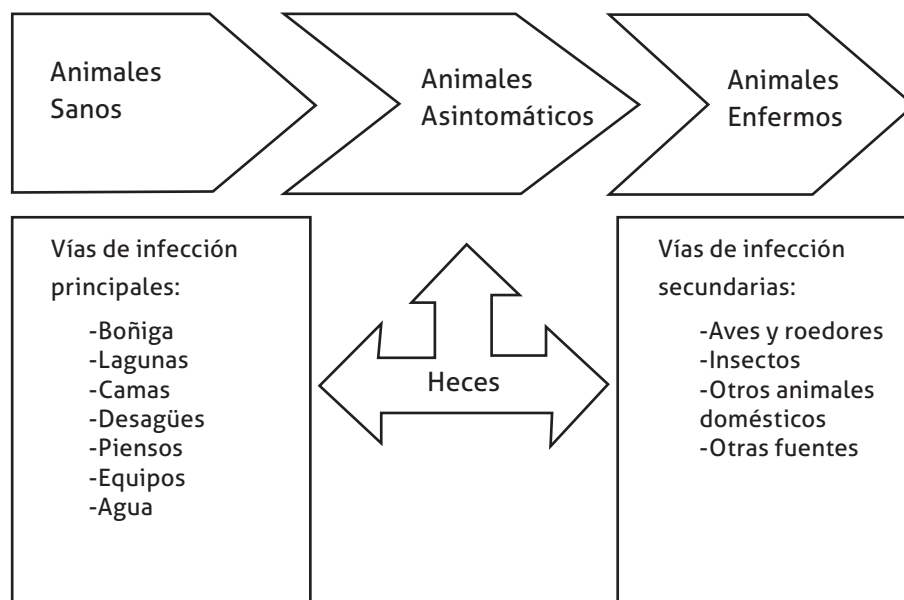 Animales
Sanos
Animales
Asintomáticos
Animales
Enfermos
Vías de infección
principales:
-Boñiga
-Lagunas
-Camas
-Desagües
-Piensos
-Equipos
-Agua
Heces
Vías de infección
secundarias:
-Aves y roedores
-Insectos
-Otros animales
domésticos
-Otras fuentes